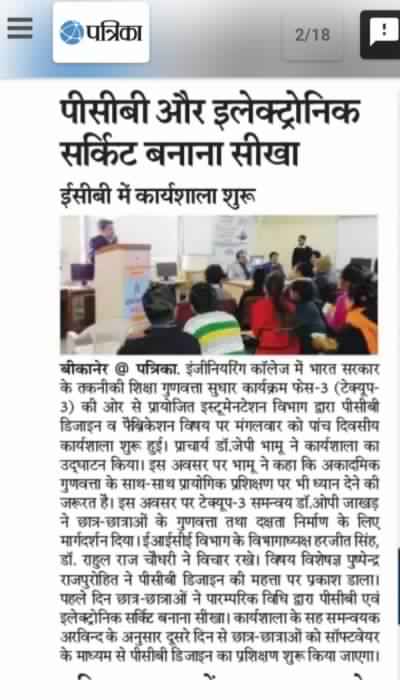 पत्रिका
2/18
पीसीबी और इलेक्ट्रोनिक
सर्किट बनाना सीखा
ईसीबी में कार्यशाला शुरू
बीकानेर @ पत्रिका. इंजीनियरिंग कॉलेज में भारत सरकार
के तकनीकी शिक्षा गुणवत्ता सुधार कार्यक्रम फेस-3 (टेक्यूप-
3) की ओर से प्रायोजित इस्टूमेनटेशन विभाग द्वारा पीसीबी
डिजाइन व फैब्रिकेशन विषय पर मंगलवार को पांच दिवसीय
कार्यशाला शुरू हुई। प्राचार्य डॉ.जेपी भामू ने कार्यशाला का
उद्घाटन किया। इस अवसर पर भामू ने कहा कि अकादमिक
गुणवत्ता के साथ-साथ प्रायोगिक प्रशिक्षण पर भी ध्यान देने की
जरूरत है। इस अवसर पर टेक्यूप-3 समन्वय डॉ.ओपी जाखड़
ने छात्र-छात्राओं के गुणवत्ता तथा दक्षता निर्माण के लिए
मार्गदर्शन दिया। ईआईसीई विभाग के विभागाध्यक्ष हरजीत सिंह,
डॉ. राहुल राज चौधरी ने विचार रखे। विषय विशेषज्ञ पुष्पेन्द्र
राजपुरोहित ने पीसीबी डिजाइन की महत्ता पर प्रकाश डाला।
पहले दिन छात्र-छात्राओं ने पारम्परिक विधि द्वारा पीसीबी एवं
इलेक्ट्रोनिक सर्किट बनाना सीखा। कार्यशाला के सह समन्वयक
अरविन्द के अनुसार दूसरे दिन से छात्र-छात्राओं को सॉफ्टवेयर
के माध्यम से पीसीबी डिजाइन का प्रशिक्षण शुरू किया जाएगा।